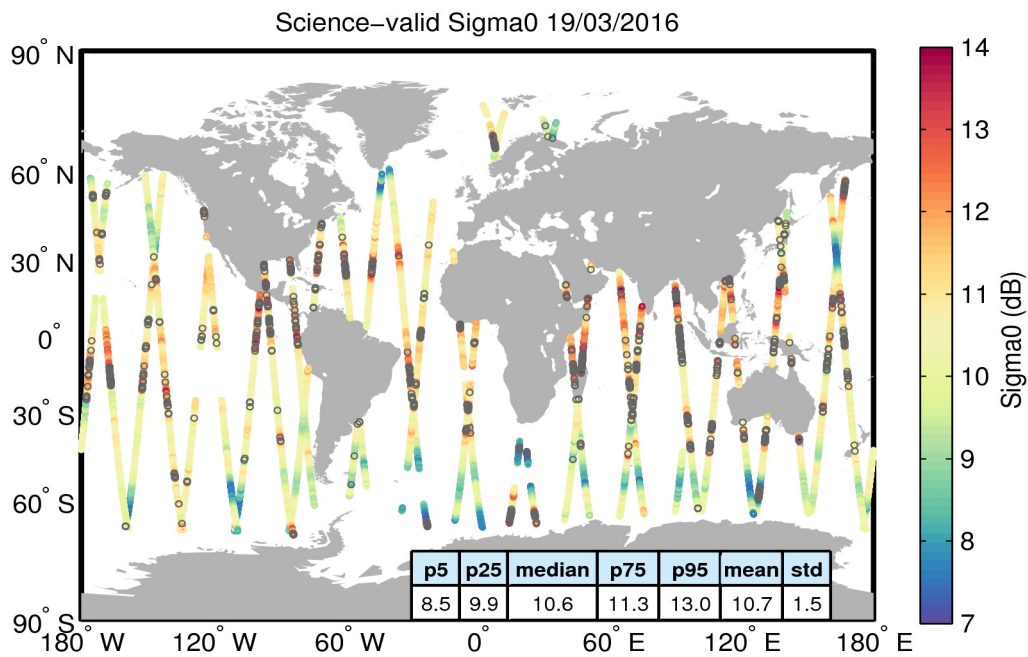 Science−valid Sigma0 19/03/2016
90° N
60° N
30° N
0°
30° S
60° S
90° S
180° W
120° W
60° W
0°
60° E
120° E
180° E
p5 p25 median p75 p95 mean std
8.5 9.9 10.6 11.3 13.0 10.7 1.5
14
13
12
11
10
9
8
7
Sigma0 (dB)